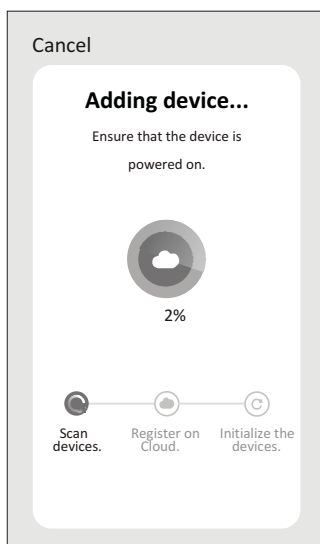 Cancel
Adding device...
Ensure that the device is
powered on.
2%
Scan
devices.
Register on
Cloud.
Initialize the
devices.